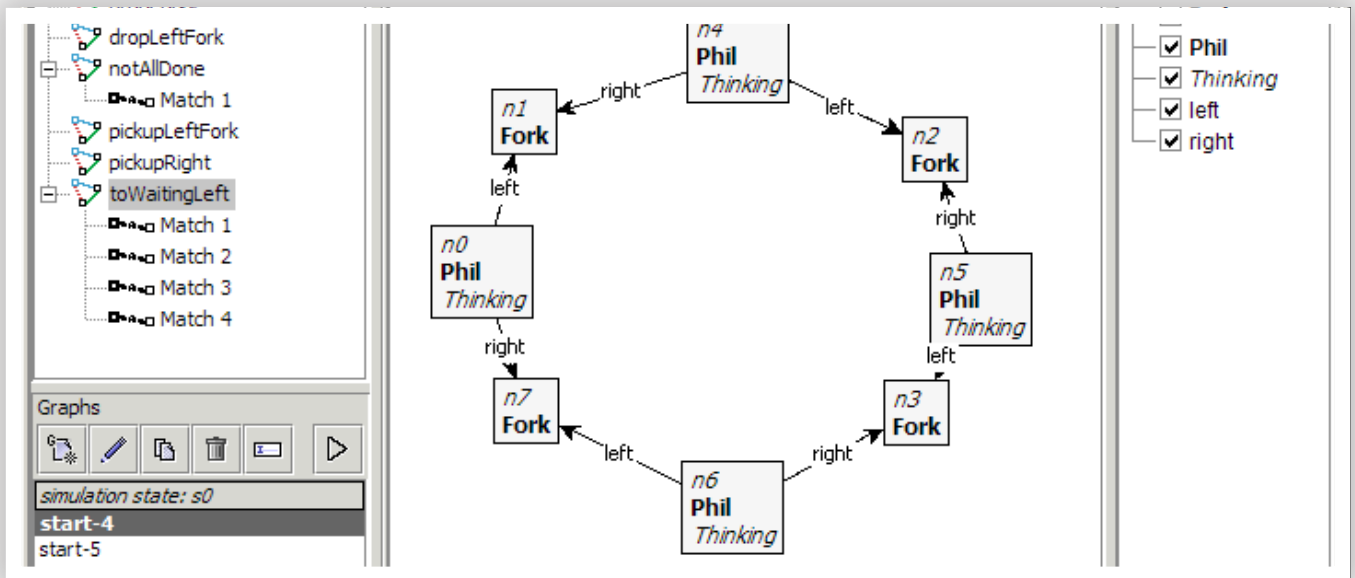 dropLeftFork
notAllDone
Match 1
pickupLeftFork
pickupRight
toWaitingLeft
Match 1
Match 2
Match 3
Match 4
Graphs
simulation state: s0
start-4
start-5
n4
Phil
Thinking
right
left
n1
Fork
n2
Fork
left
right
n0
Phil
Thinking
n5
Phil
Thinking
right
left
n7
Fork
n3
Fork
left
right
n6
Phil
Thinking
Phil
Thinking
left
right